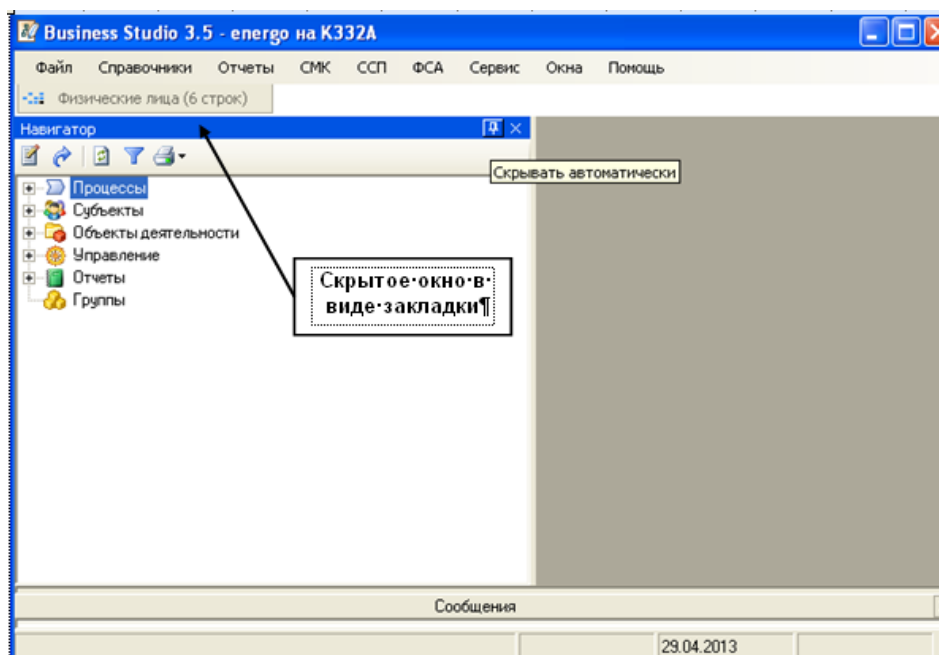 Business Studio 3.5 - energo на K332A
Файл Справочники Отчеты СМК ССП ФСА Сервис Окна Помощь
Физические лица (6 строк)
Навигатор
Скрывать автоматически
Процессы
Субъекты
Объекты деятельности
Управление
Отчеты
Группы
Скрытое·окно·в·
виде·закладки¶
Сообщения
29.04.2013